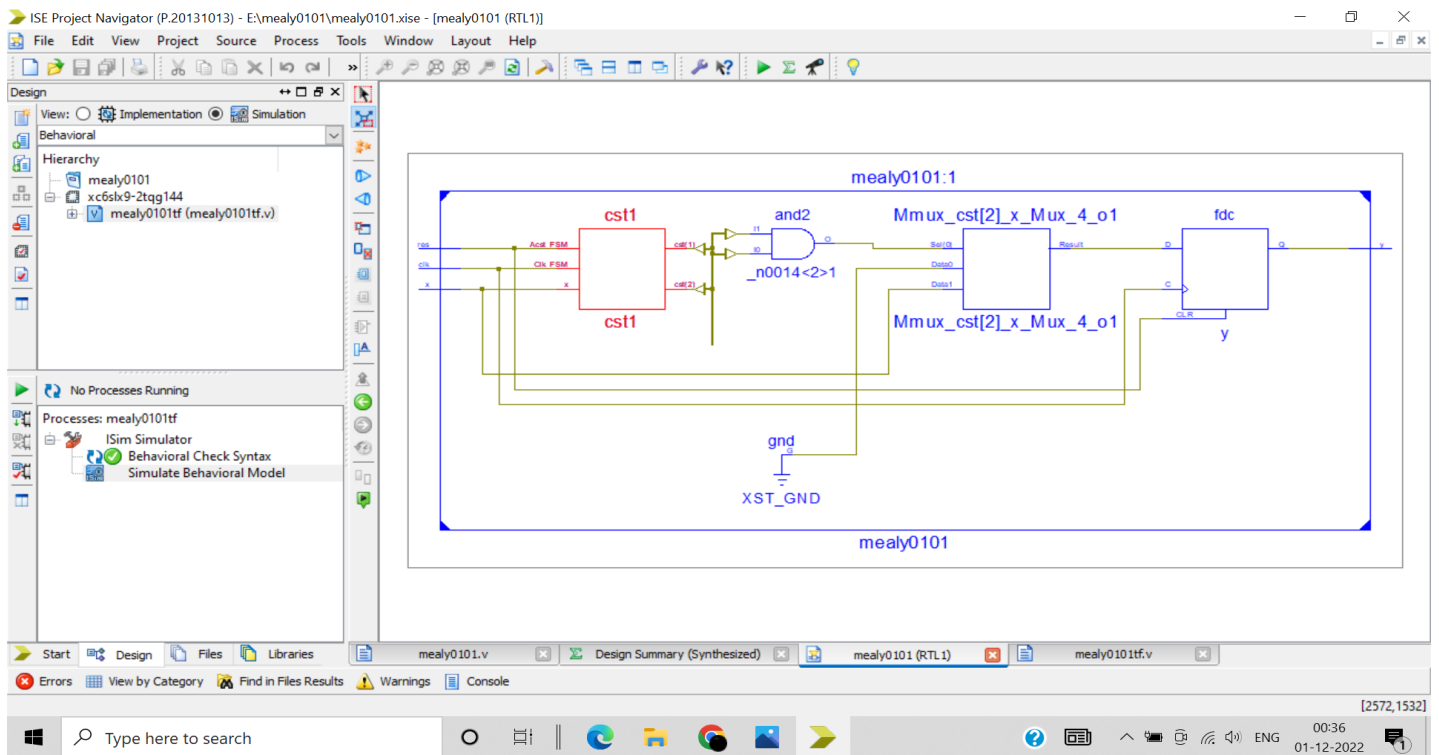 ISE Project Navigator (P.20131013) - E:\mealy0101\mealy0101.xise - [mealy0101 (RTL1)]
File Edit View Project Source Process Tools Window Layout Help
Design
View: Implementation Simulation
Behavioral
Hierarchy
mealy0101
xc6slx9-2tqg144
mealy0101tf (mealy0101tf.v)
No Processes Running
Processes: mealy0101tf
ISim Simulator
Behavioral Check Syntax
Simulate Behavioral Model
mealy0101:1
cst1 and2 Mmux_cst[2]_x_Mux_4_o1 fdc
res Acst_FSM cst(1) I1 O Sel(0) Result D Q y
clk Clk FSM I0 Data0
_n0014<2>1
x x cst(2) Data1 C
CLR
cst1 Mmux_cst[2]_x_Mux_4_o1 y
gnd
G
XST_GND
mealy0101
Start Design Files Libraries mealy0101.v Design Summary (Synthesized) mealy0101 (RTL1) mealy0101tf.v
Errors View by Category Find in Files Results Warnings Console
[2572,1532]
Type here to search
ENG
00:36
01-12-2022
1